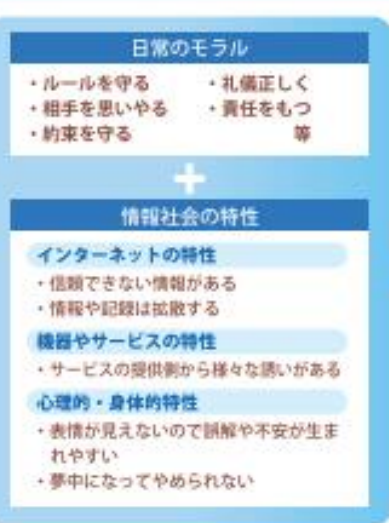 日常のモラル
・ルールを守る ・礼儀正しく
・相手を思いやる ・責任をもつ
・約束を守る 等
+
情報社会の特性
インターネットの特性
・信頼できない情報がある
・情報や記録は拡散する
機器やサービスの特性
・サービスの提供側から様々な誘いがある
心理的・身体的特性
・表情が見えないので誤解や不安が生ま
れやすい
・夢中になってやめられない